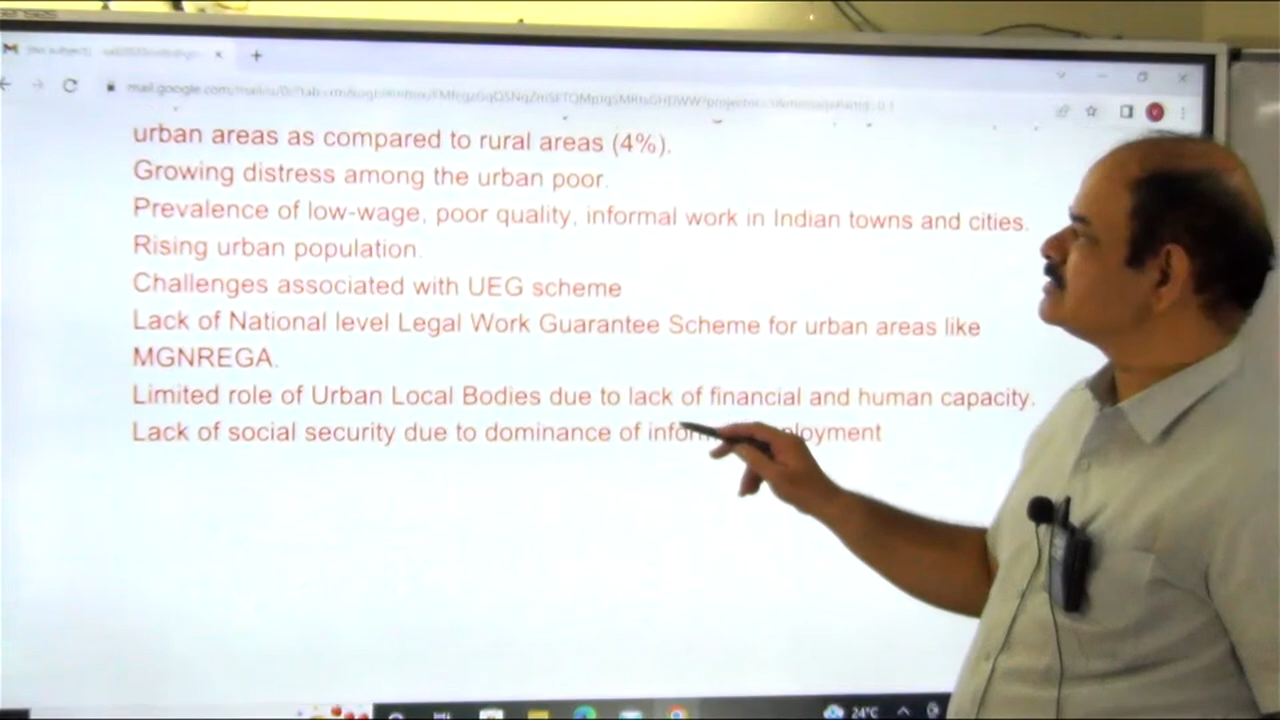 urban areas as compared to rural areas (4%).
Growing distress among the urban poor.
Prevalence of low-wage, poor quality, informal work in Indian towns and cities.
Rising urban population.
Challenges associated with UEG scheme
Lack of National level Legal Work Guarantee Scheme for urban areas like
MGNREGA.
Limited role of Urban Local Bodies due to lack of financial and human capacity.
Lack of social security due to dominance of
24°C